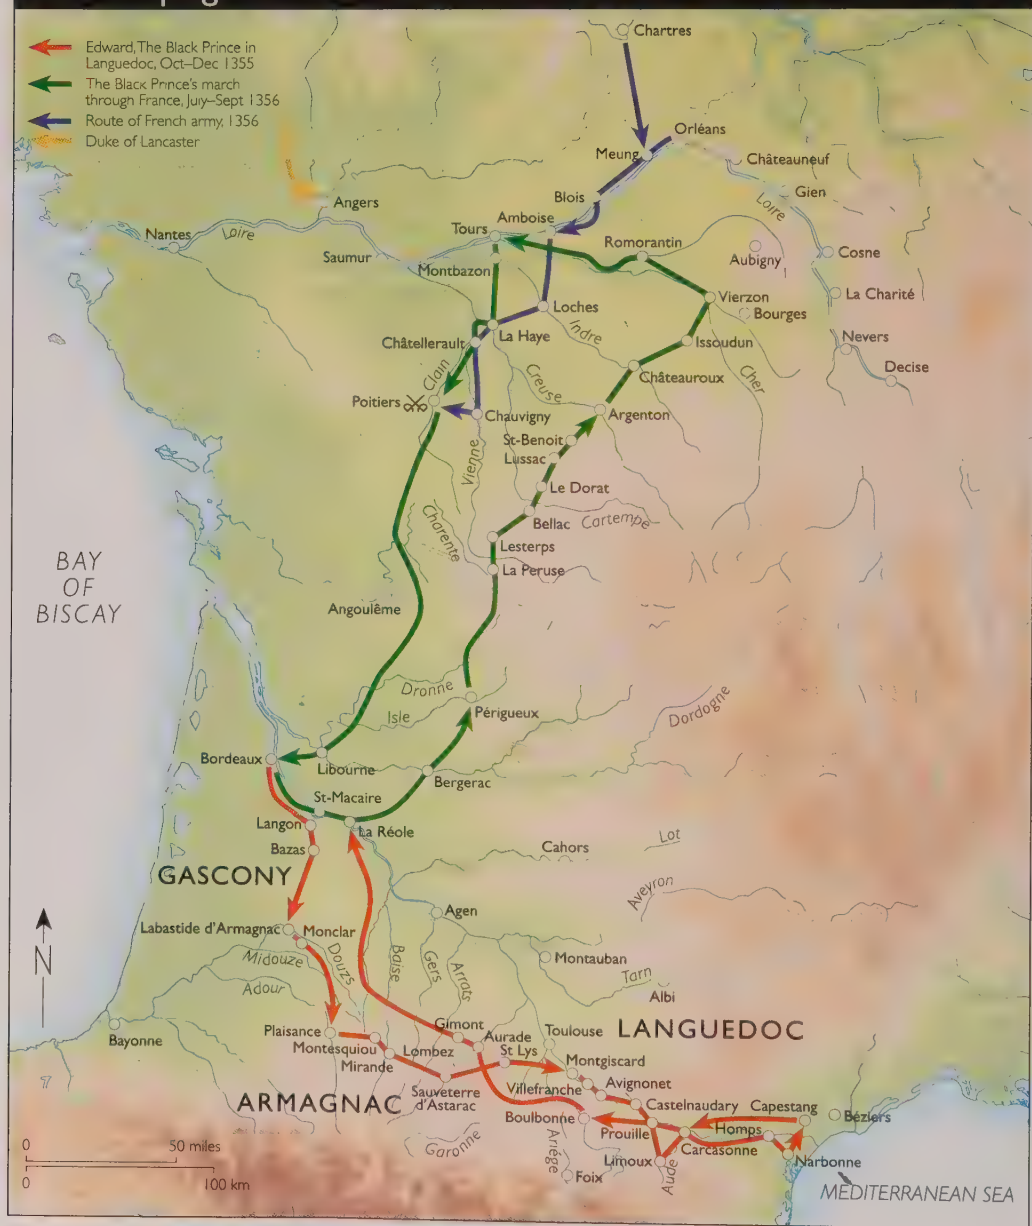 Edward, The Black Prince in
Languedoc, Oct–Dec 1355
The Black Prince's march
through France, July–Sept 1356
Route of French army, 1356
Duke of Lancaster
Chartres
Orléans
Meung
Châteauneuf
Gien
Loire
Blois
Amboise
Angers
Nantes
Loire
Saumur
Tours
Montbazon
Romorantin
Aubigny
Cosne
La Charité
Vierzon
Bourges
Loches
Indre
La Haye
Châtellerault
Issoudun
Nevers
Decise
Châteauroux
Cher
Clain
Creuse
Poitiers
Chauvigny
Argenton
St-Benoit
Lussac
Vienne
Le Dorat
Bellac
Cartempe
Charente
Lesterps
La Peruse
BAY
OF
BISCAY
Angoulême
Dronne
Isle
Périgueux
Dordogne
Bordeaux
Libourne
Bergerac
St-Macaire
Langon
La Réole
Bazas
Lot
Cahors
GASCONY
Aveyron
Agen
Labastide d'Armagnac
Monclar
N
Midouze
Douzs
Baise
Gers
Arrats
Montauban
Tarn
Adour
Albi
Bayonne
Plaisance
Gimont
Aurade
Toulouse
LANGUEDOC
Montesquiou
Lombez
St Lys
Mirande
Montgiscard
Sauveterre
d'Astarac
Villefranche
Avignonet
ARMAGNAC
Castelnaudary
Capestang
Béziers
Boulbonne
Prouille
Homps
Carcasonne
Garonne
Ariége
Limoux
Aude
Narbonne
Foix
MEDITERRANEAN SEA
0
50 miles
0
100 km